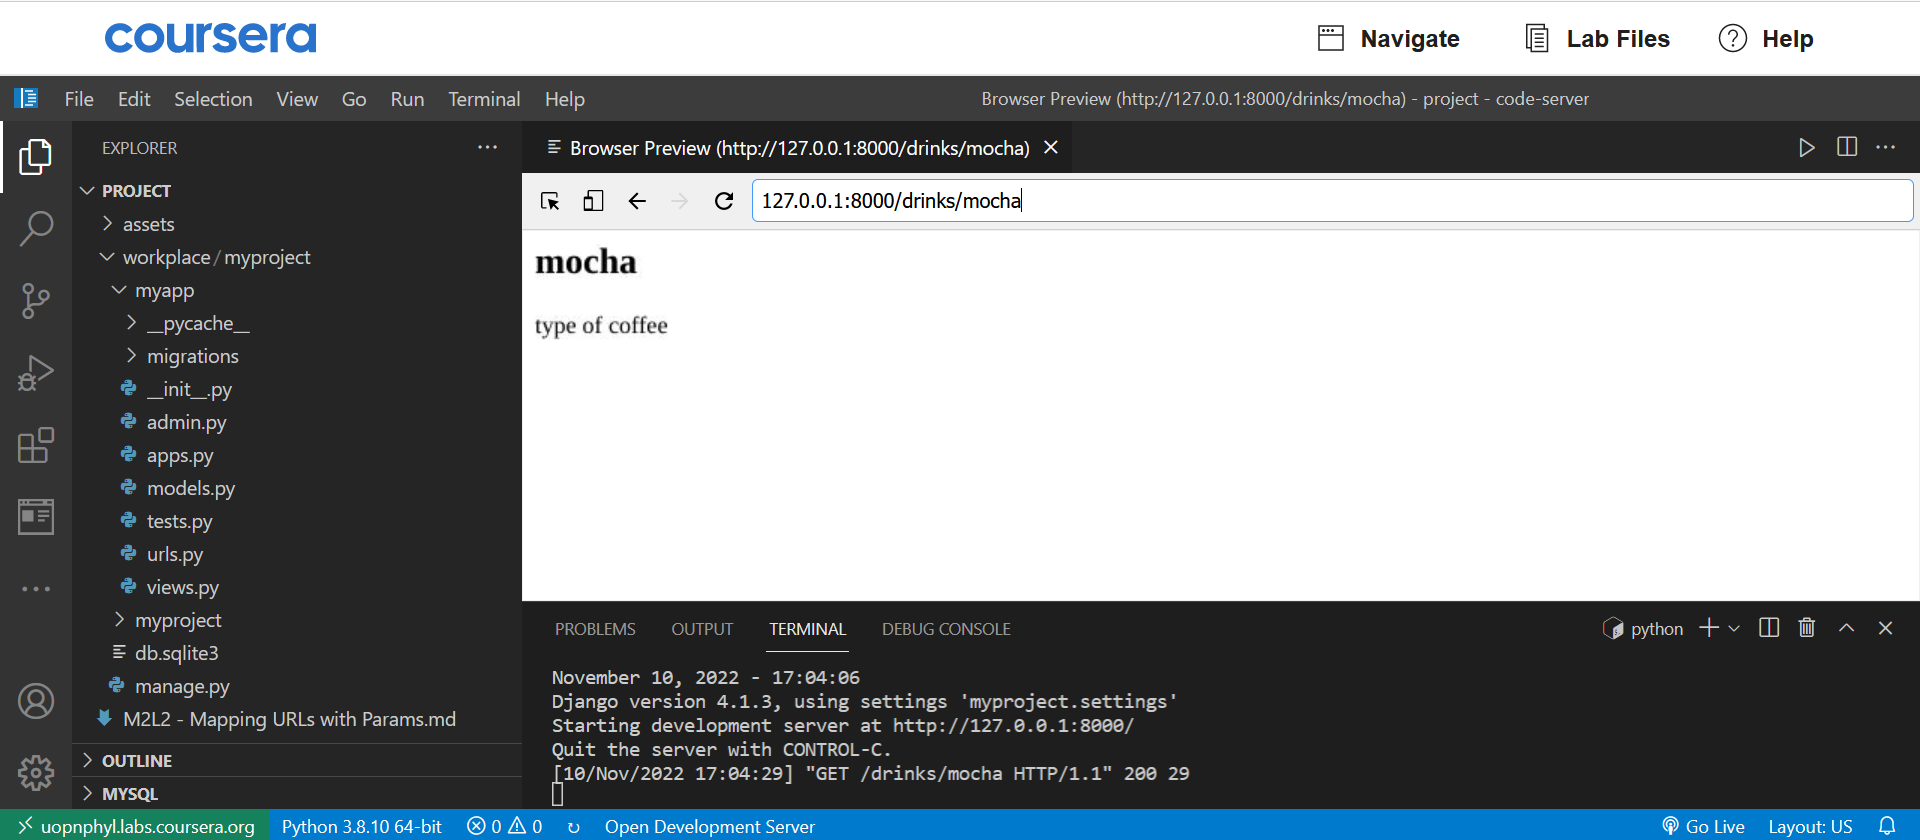 coursera
Navigate
Lab Files
Help
File Edit Selection View Go Run Terminal Help
Browser Preview (http://127.0.0.1:8000/drinks/mocha) - project - code-server
EXPLORER
PROJECT
assets
workplace / myproject
myapp
__pycache__
migrations
__init__.py
admin.py
apps.py
models.py
tests.py
urls.py
views.py
myproject
db.sqlite3
manage.py
M2L2 - Mapping URLs with Params.md
OUTLINE
MYSQL
Browser Preview (http://127.0.0.1:8000/drinks/mocha)
127.0.0.1:8000/drinks/mocha
mocha
type of coffee
PROBLEMS OUTPUT TERMINAL DEBUG CONSOLE
python
November 10, 2022 - 17:04:06
Django version 4.1.3, using settings 'myproject.settings'
Starting development server at http://127.0.0.1:8000/
Quit the server with CONTROL-C.
[10/Nov/2022 17:04:29] "GET /drinks/mocha HTTP/1.1" 200 29
uopnphyl.labs.coursera.org Python 3.8.10 64-bit 0 0 Open Development Server Go Live Layout: US